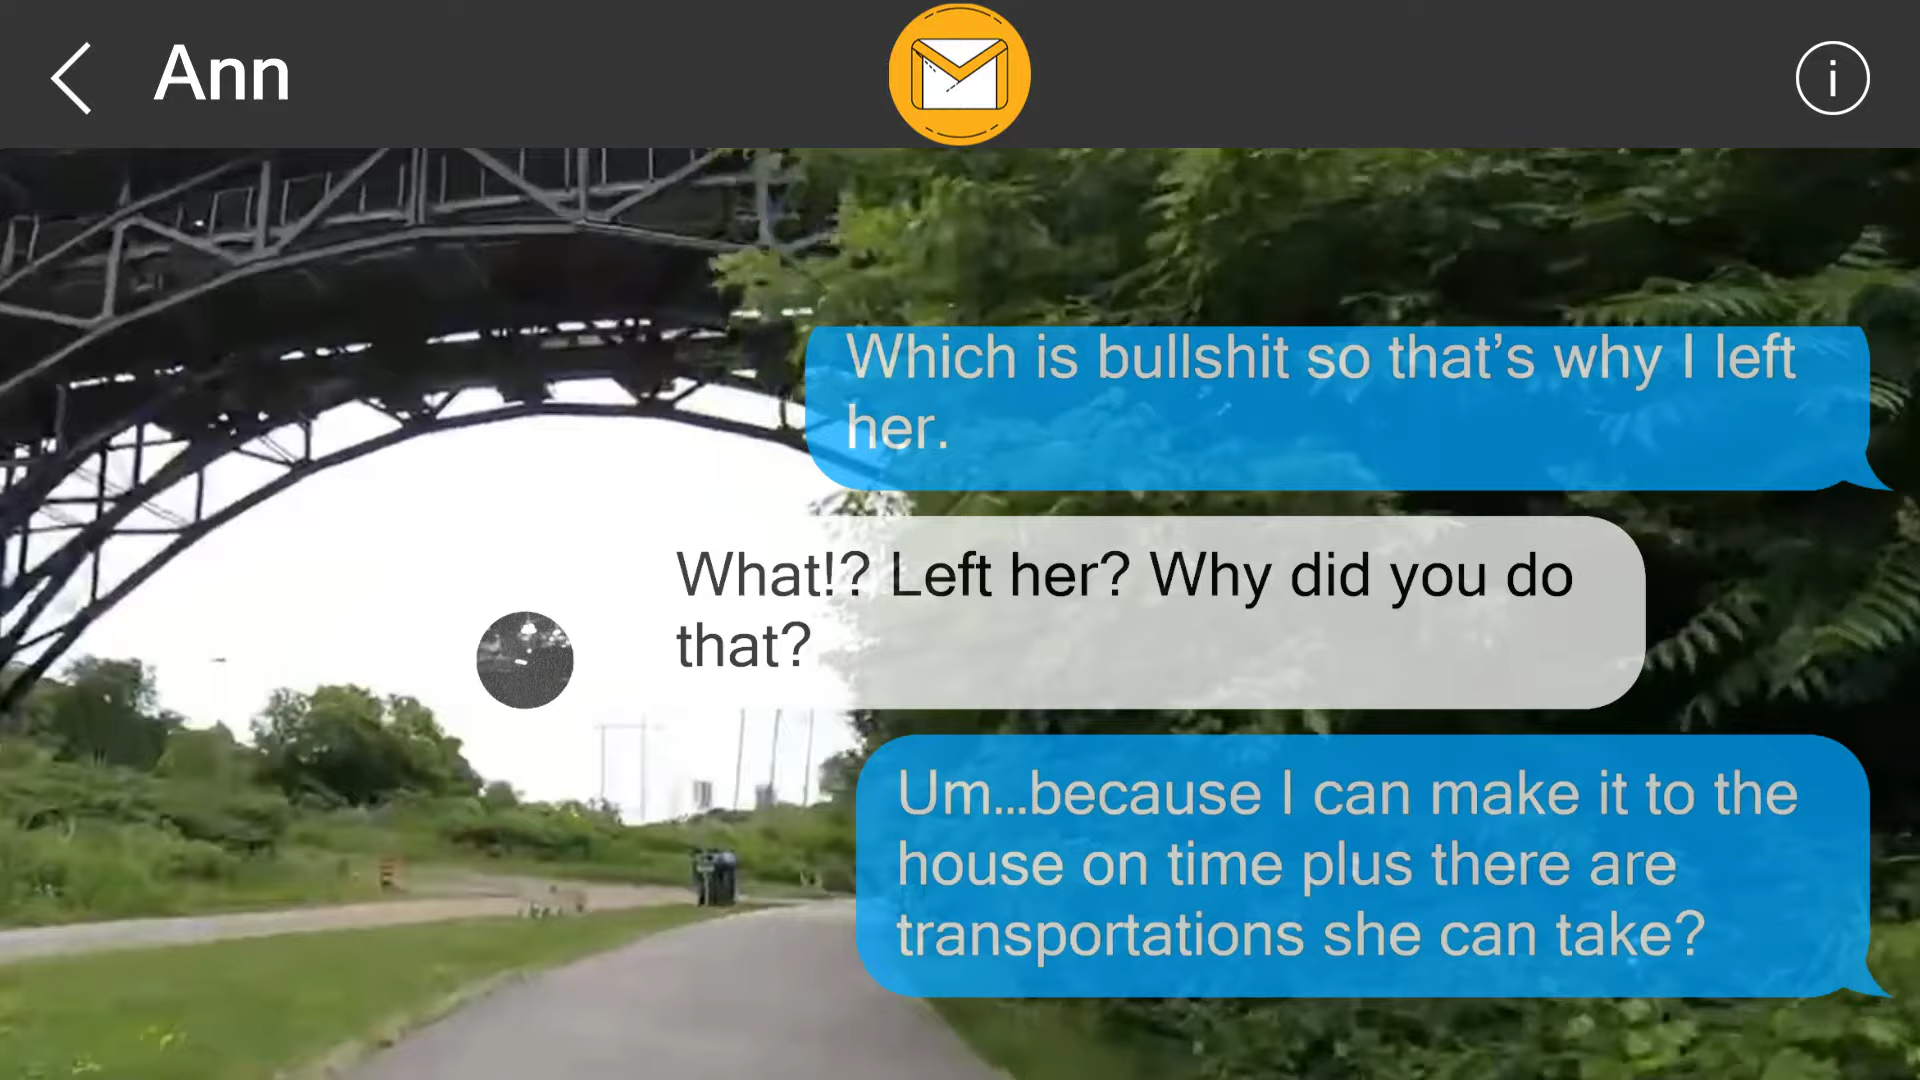 Ann
i
Which is bullshit so that’s why I left
her.
What!? Left her? Why did you do
that?
Um...because I can make it to the
house on time plus there are
transportations she can take?